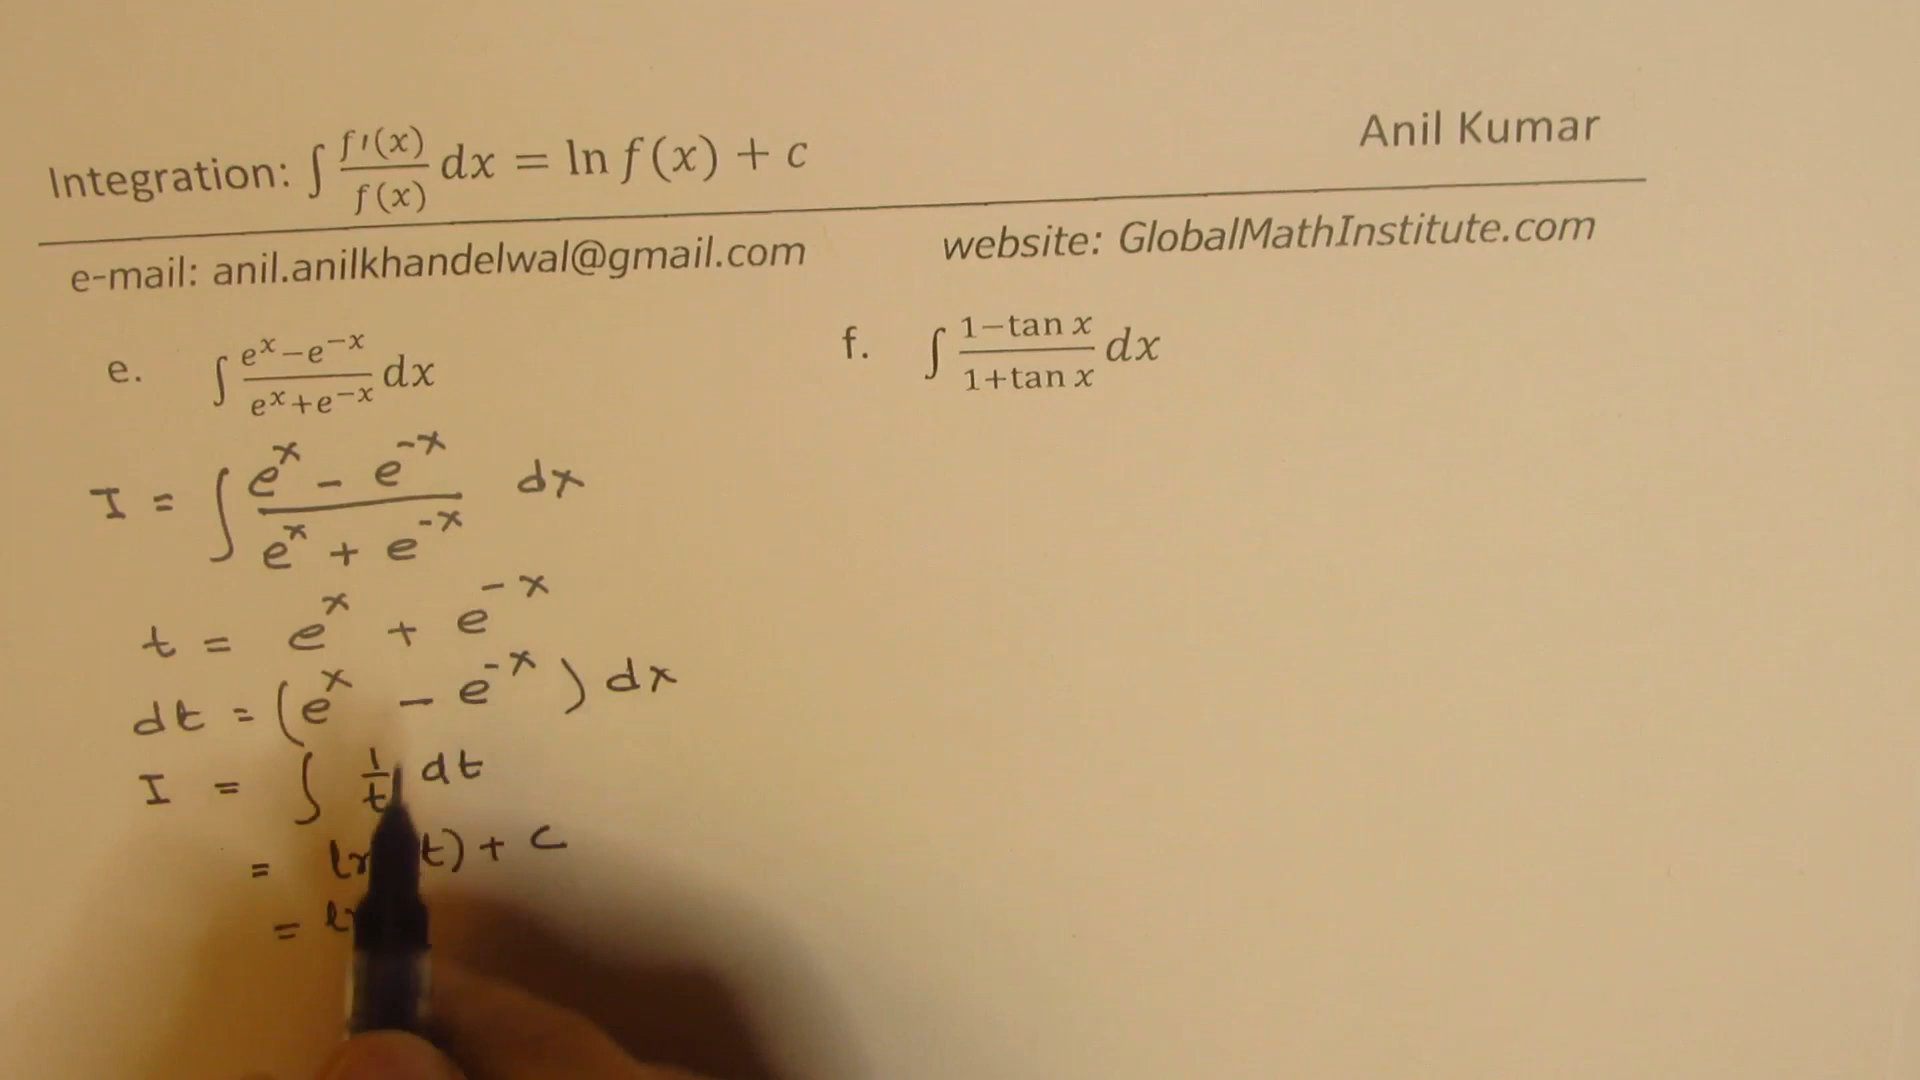 Anil Kumar
Integration: ∫ f′(x)/f(x) dx = ln f(x) + c
e-mail: anil.anilkhandelwal@gmail.com website: GlobalMathInstitute.com
e. ∫ (e^x−e^−x)/(e^x+e^−x) dx
f. ∫ (1−tan x)/(1+tan x) dx
I = ∫ (e^x − e^−x)/(e^x + e^−x) dx
t = e^x + e^−x
dt = (e^x − e^−x) dx
I = ∫ 1/t dt
= ln(t) + c
=